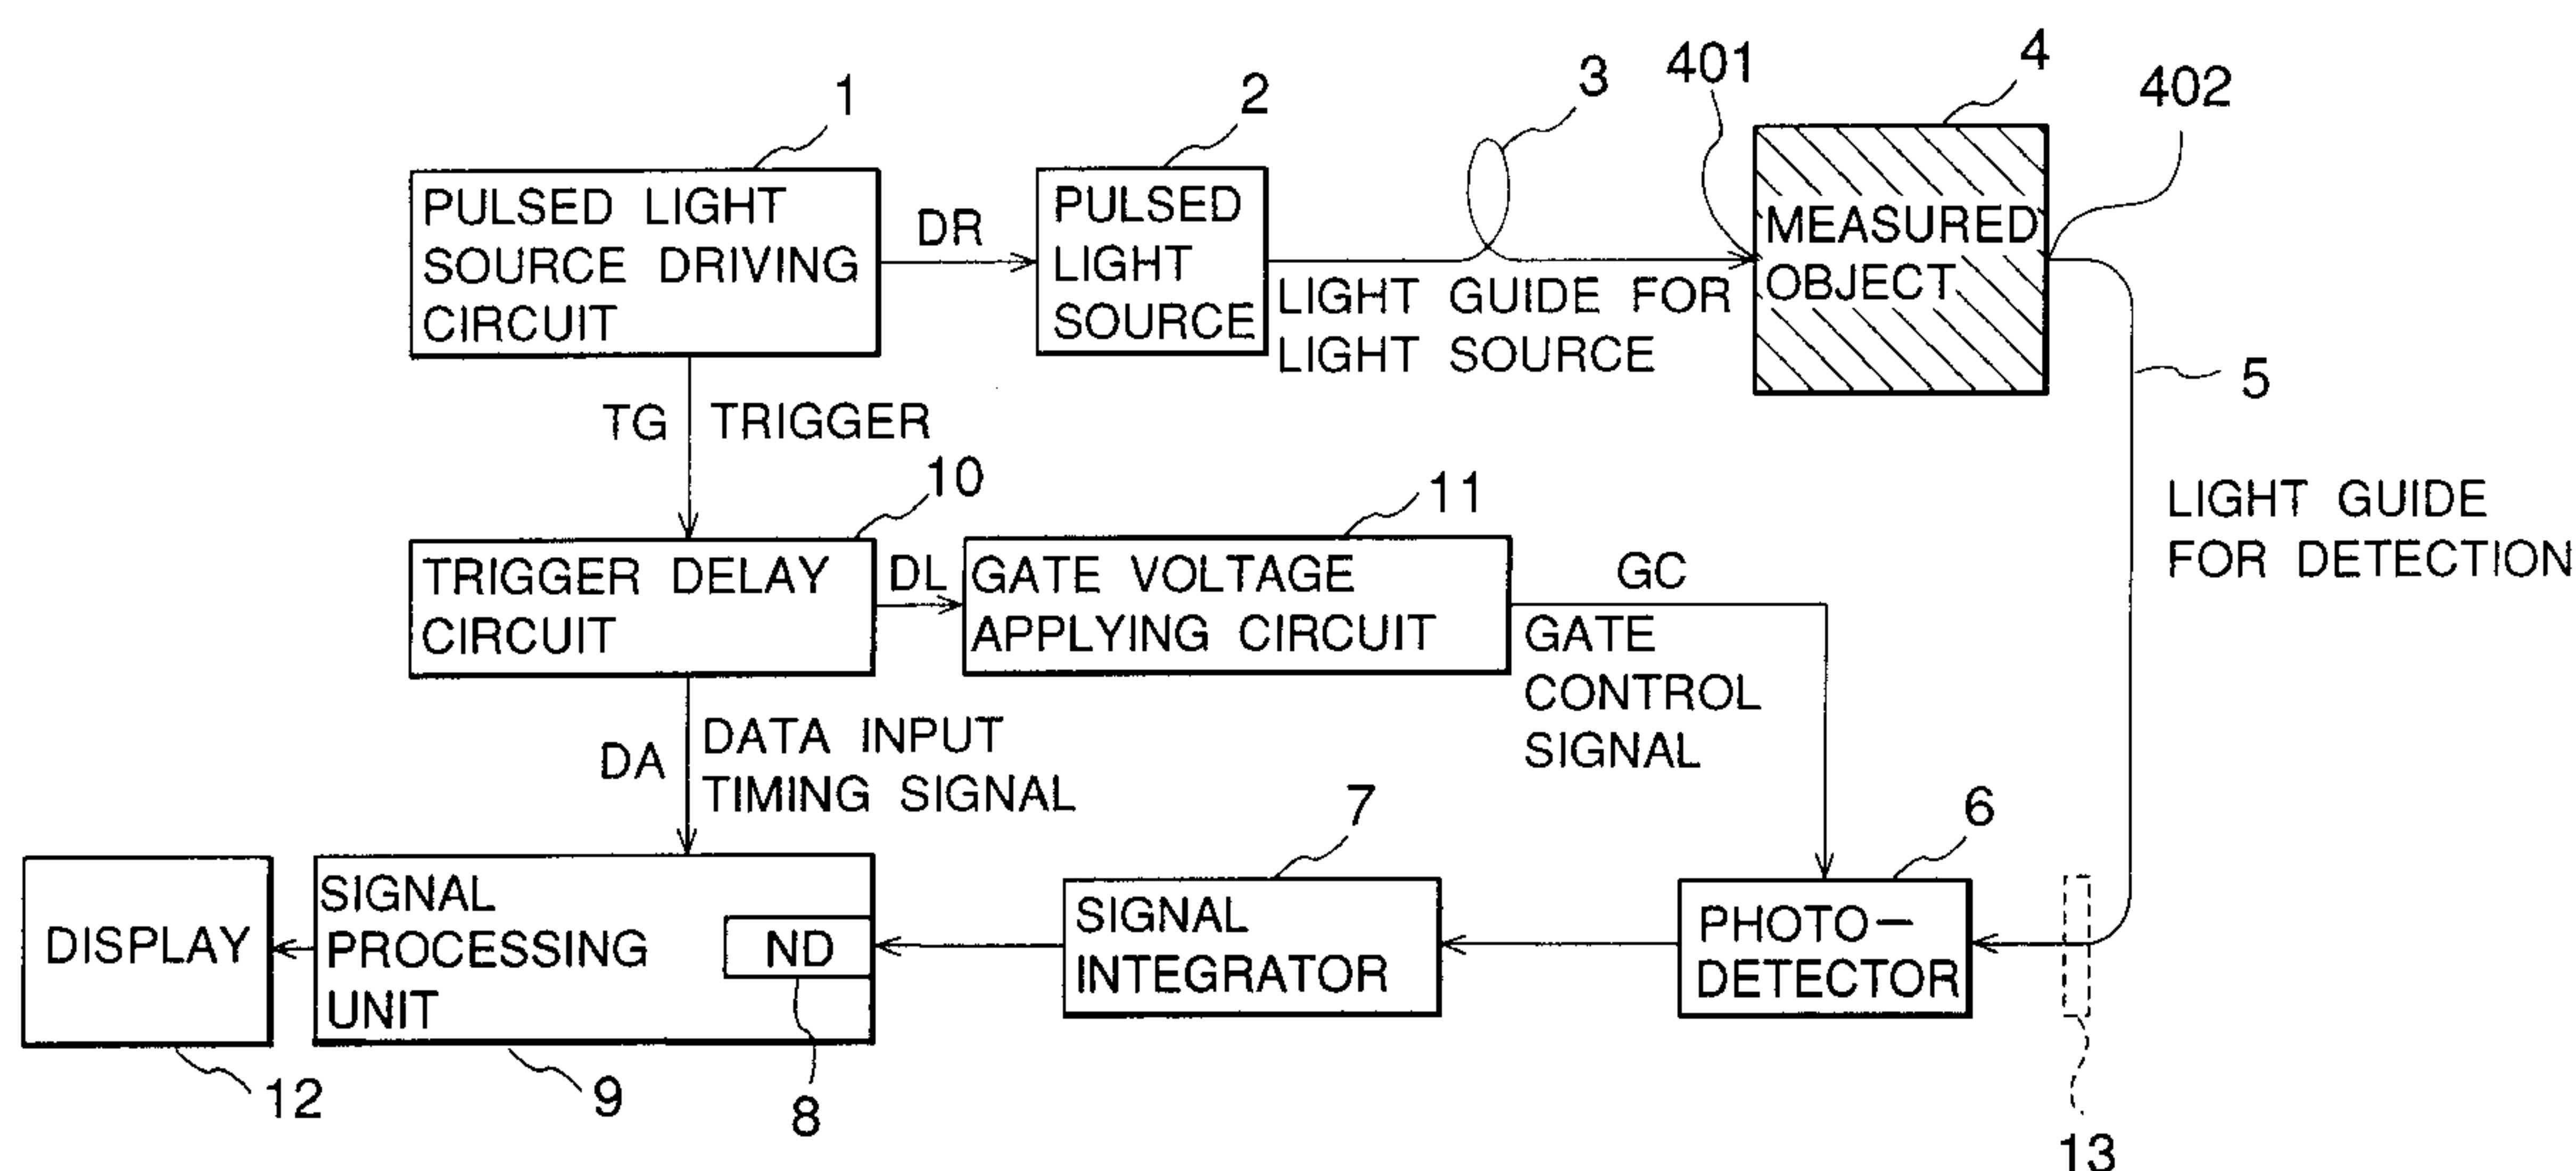 1
2
3
401
4
402
PULSED LIGHT
SOURCE DRIVING
CIRCUIT
DR
PULSED
LIGHT
SOURCE
LIGHT GUIDE FOR
LIGHT SOURCE
MEASURED
OBJECT
5
TG TRIGGER
10
11
LIGHT GUIDE
FOR DETECTION
TRIGGER DELAY
CIRCUIT
DL
GATE VOLTAGE
APPLYING CIRCUIT
GC
GATE
CONTROL
SIGNAL
DA
DATA INPUT
TIMING SIGNAL
7
6
DISPLAY
SIGNAL
PROCESSING
UNIT
ND
SIGNAL
INTEGRATOR
PHOTO-
DETECTOR
12
9
8
13